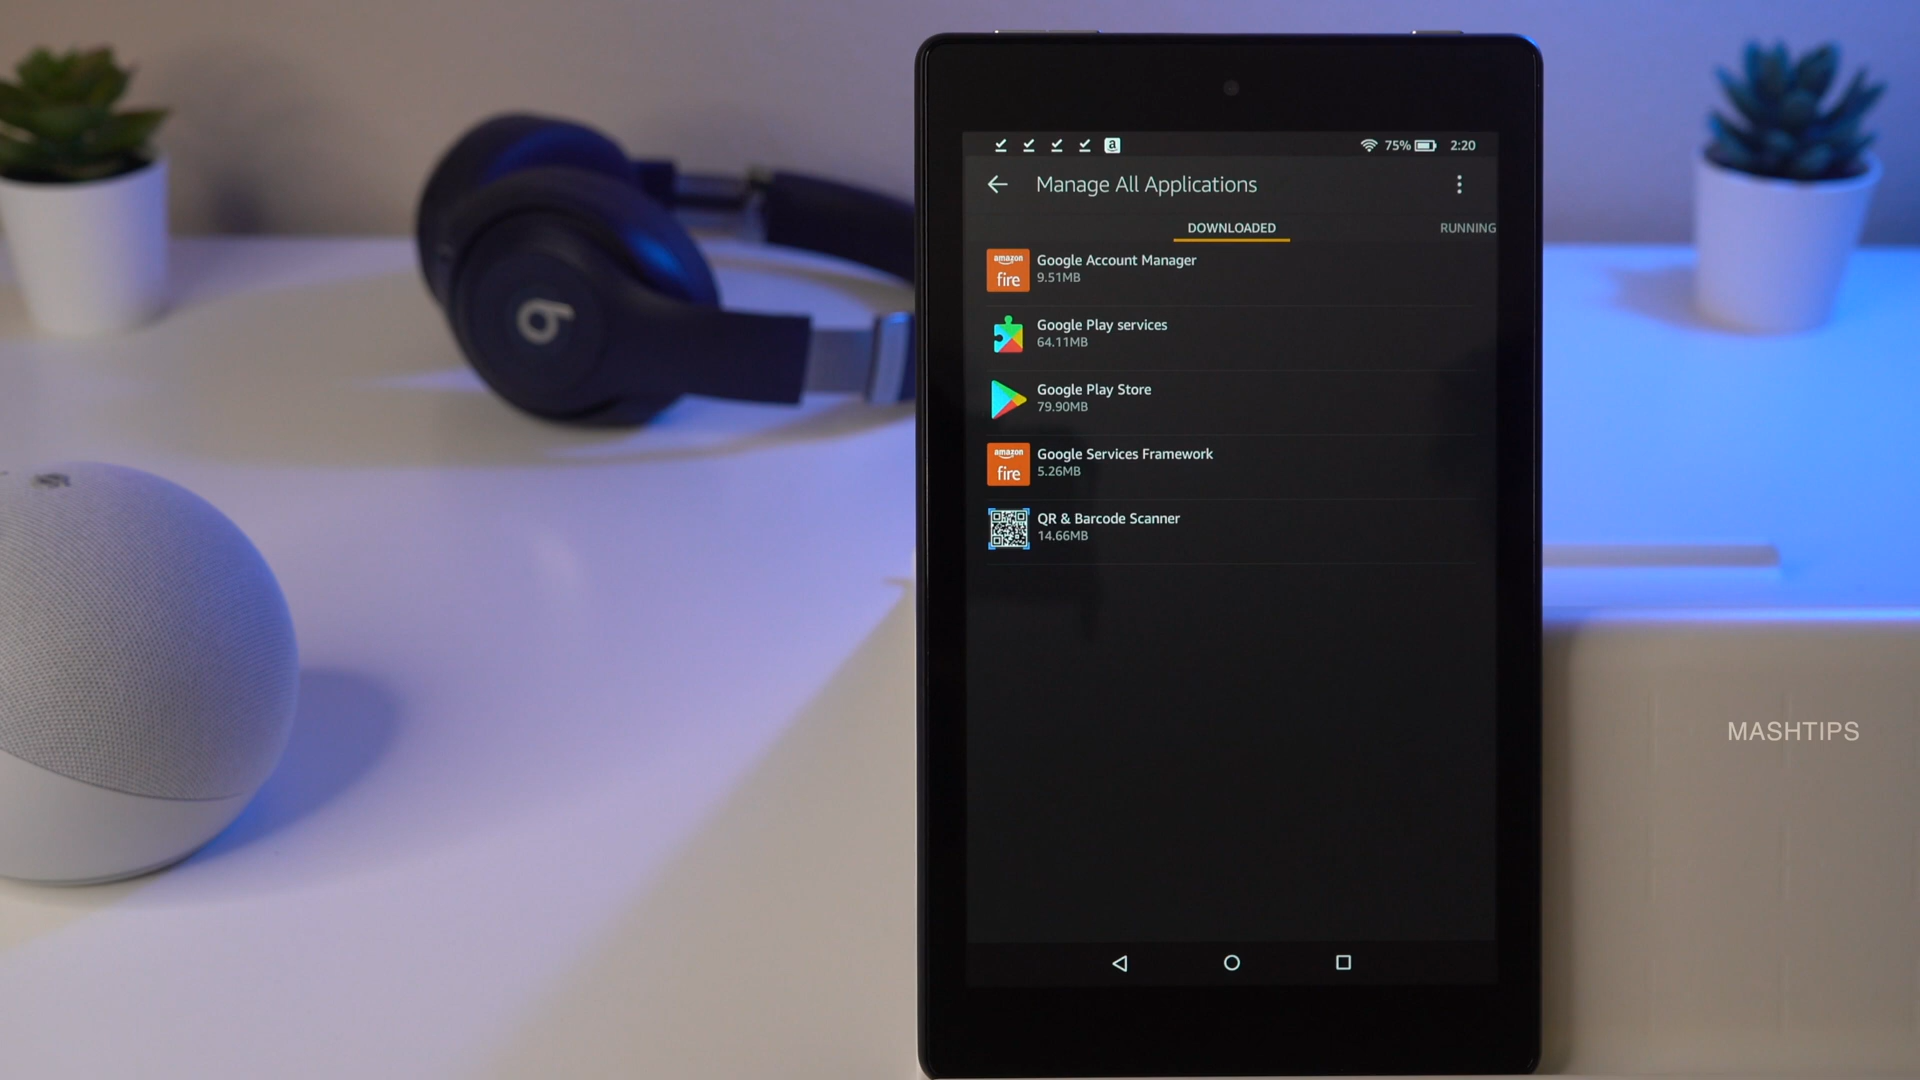 75% 2:20
Manage All Applications
DOWNLOADED RUNNING
amazon
fire
Google Account Manager
9.51MB
Google Play services
64.11MB
Google Play Store
79.90MB
amazon
fire
Google Services Framework
5.26MB
QR & Barcode Scanner
14.66MB
MASHTIPS